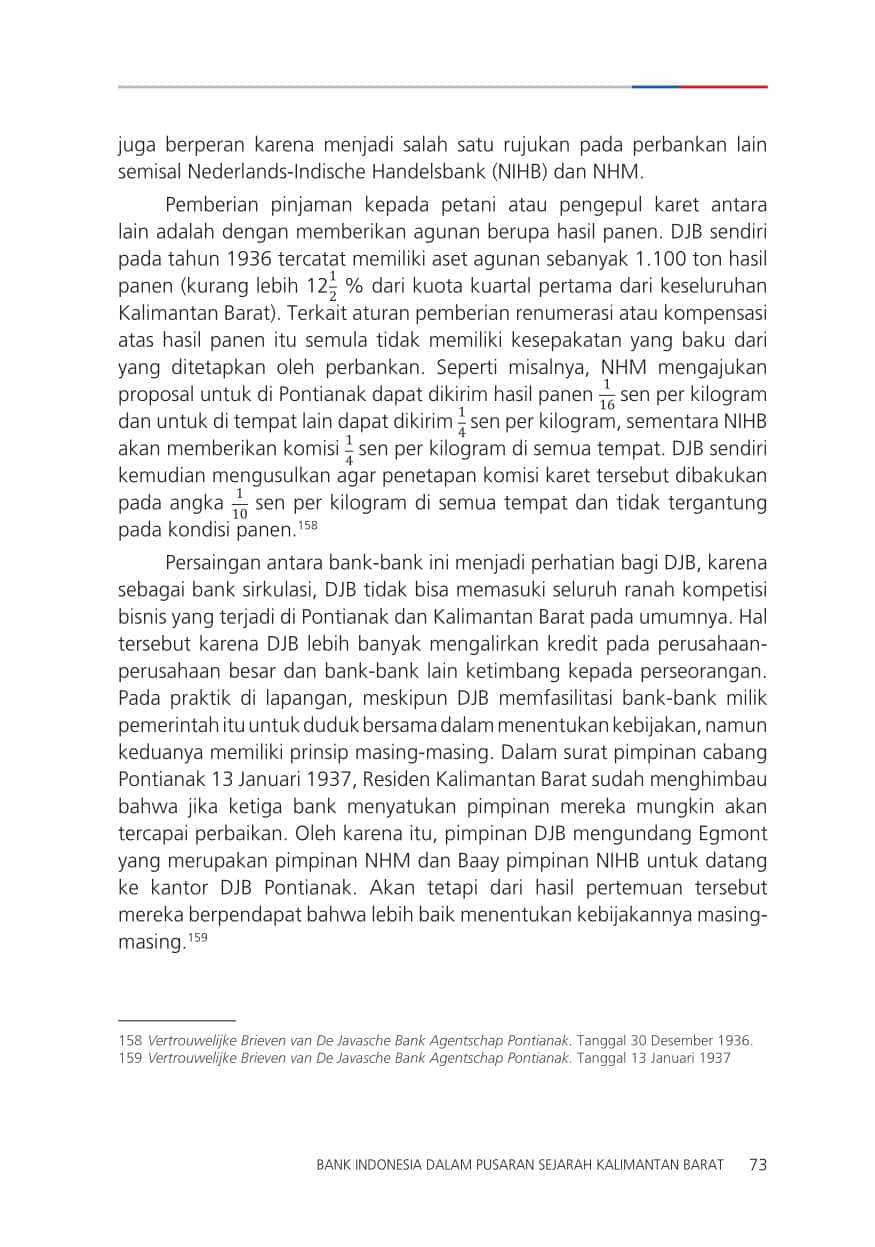 juga berperan karena menjadi salah satu rujukan pada perbankan lain
semisal Nederlands-Indische Handelsbank (NIHB) dan NHM.
Pemberian pinjaman kepada petani atau pengepul karet antara
lain adalah dengan memberikan agunan berupa hasil panen. DJB sendiri
pada tahun 1936 tercatat memiliki aset agunan sebanyak 1.100 ton hasil
panen (kurang lebih 12 1/2 % dari kuota kuartal pertama dari keseluruhan
Kalimantan Barat). Terkait aturan pemberian renumerasi atau kompensasi
atas hasil panen itu semula tidak memiliki kesepakatan yang baku dari
yang ditetapkan oleh perbankan. Seperti misalnya, NHM mengajukan
proposal untuk di Pontianak dapat dikirim hasil panen 1/16 sen per kilogram
dan untuk di tempat lain dapat dikirim 1/4 sen per kilogram, sementara NIHB
akan memberikan komisi 1/4 sen per kilogram di semua tempat. DJB sendiri
kemudian mengusulkan agar penetapan komisi karet tersebut dibakukan
pada angka 1/10 sen per kilogram di semua tempat dan tidak tergantung
pada kondisi panen.158
Persaingan antara bank-bank ini menjadi perhatian bagi DJB, karena
sebagai bank sirkulasi, DJB tidak bisa memasuki seluruh ranah kompetisi
bisnis yang terjadi di Pontianak dan Kalimantan Barat pada umumnya. Hal
tersebut karena DJB lebih banyak mengalirkan kredit pada perusahaan-
perusahaan besar dan bank-bank lain ketimbang kepada perseorangan.
Pada praktik di lapangan, meskipun DJB memfasilitasi bank-bank milik
pemerintah itu untuk duduk bersama dalam menentukan kebijakan, namun
keduanya memiliki prinsip masing-masing. Dalam surat pimpinan cabang
Pontianak 13 Januari 1937, Residen Kalimantan Barat sudah menghimbau
bahwa jika ketiga bank menyatukan pimpinan mereka mungkin akan
tercapai perbaikan. Oleh karena itu, pimpinan DJB mengundang Egmont
yang merupakan pimpinan NHM dan Baay pimpinan NIHB untuk datang
ke kantor DJB Pontianak. Akan tetapi dari hasil pertemuan tersebut
mereka berpendapat bahwa lebih baik menentukan kebijakannya masing-
masing.159
158 Vertrouwelijke Brieven van De Javasche Bank Agentschap Pontianak. Tanggal 30 Desember 1936.
159 Vertrouwelijke Brieven van De Javasche Bank Agentschap Pontianak. Tanggal 13 Januari 1937
BANK INDONESIA DALAM PUSARAN SEJARAH KALIMANTAN BARAT 73